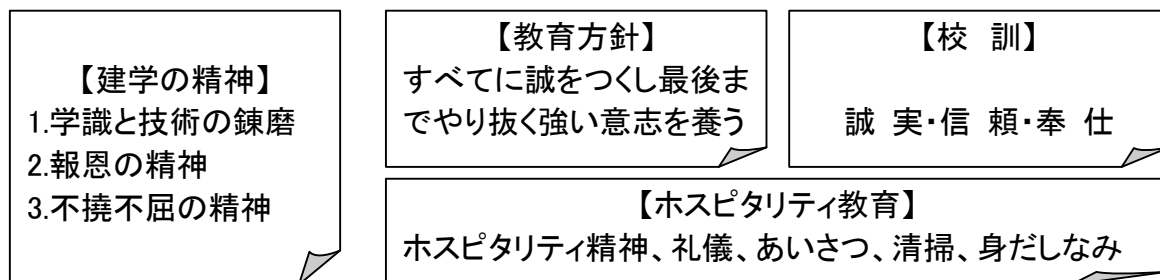 【建学の精神】
1.学識と技術の錬磨
2.報恩の精神
3.不撓不屈の精神
【教育方針】
すべてに誠をつくし最後ま
でやり抜く強い意志を養う
【校 訓】
誠 実・信 頼・奉 仕
【ホスピタリティ教育】
ホスピタリティ精神、礼儀、あいさつ、清掃、身だしなみ